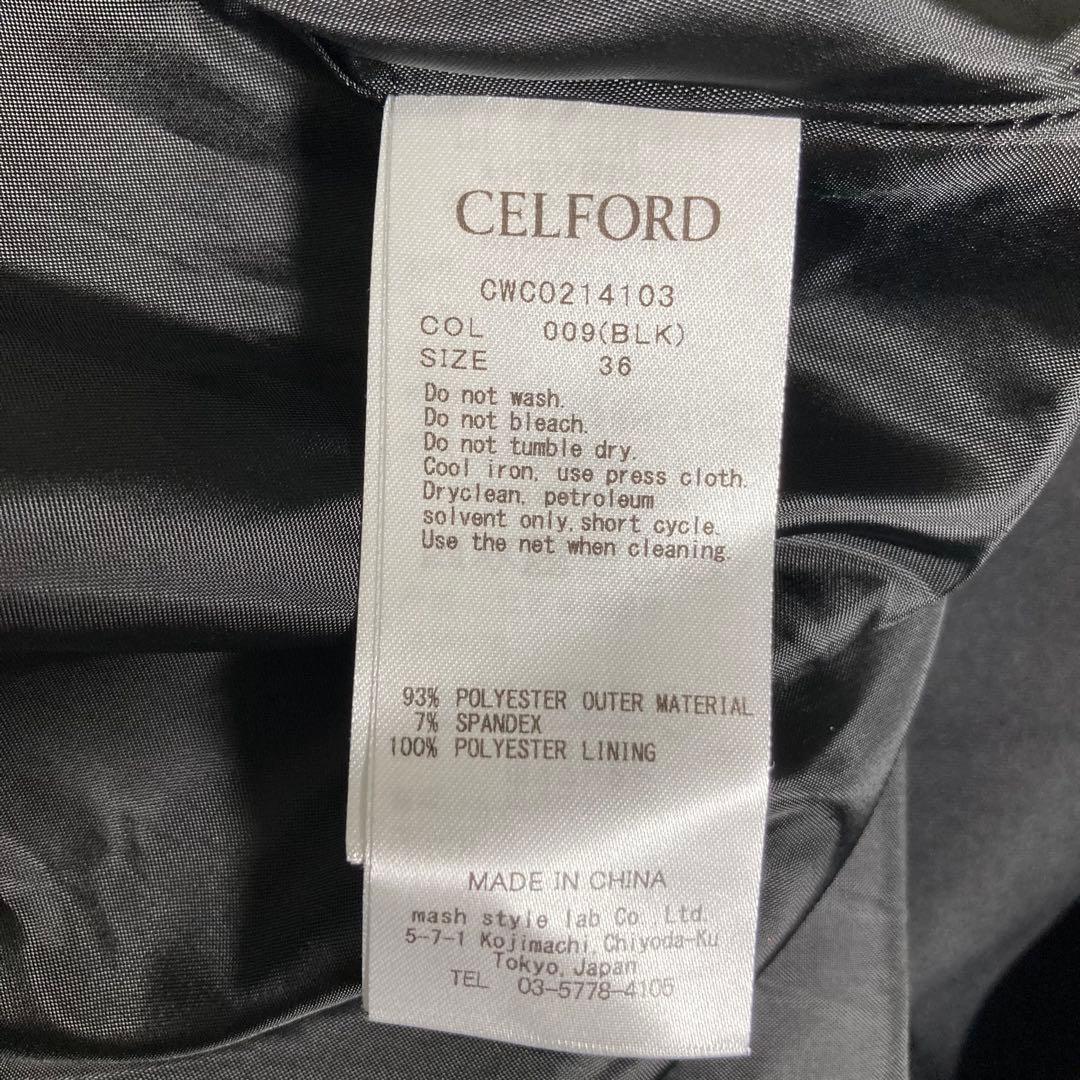 CELFORD
CWCO214103
COL 009(BLK)
SIZE 36
Do not wash.
Do not bleach.
Do not tumble dry.
Cool iron, use press cloth.
Dryclean, petroleum
solvent only, short cycle.
Use the net when cleaning.
93% POLYESTER OUTER MATERIAL
7% SPANDEX
100% POLYESTER LINING
MADE IN CHINA
mash style lab Co.,Ltd.
5-7-1 Kojimachi, Chiyoda-Ku
Tokyo, Japan
TEL 03-5778-4105